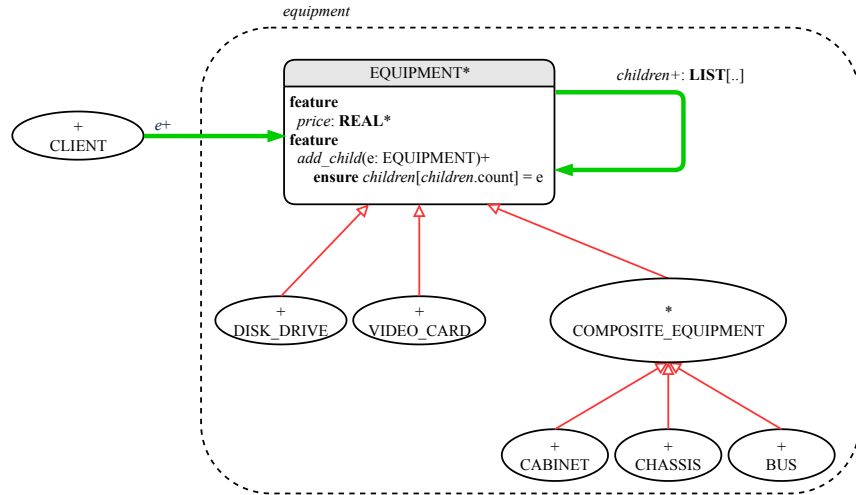 equipment
EQUIPMENT*
children+: LIST[..]
feature
price: REAL*
feature
add_child(e: EQUIPMENT)+
ensure children[children.count] = e
e+
+
CLIENT
+
DISK_DRIVE
+
VIDEO_CARD
*
COMPOSITE_EQUIPMENT
+
CABINET
+
CHASSIS
+
BUS